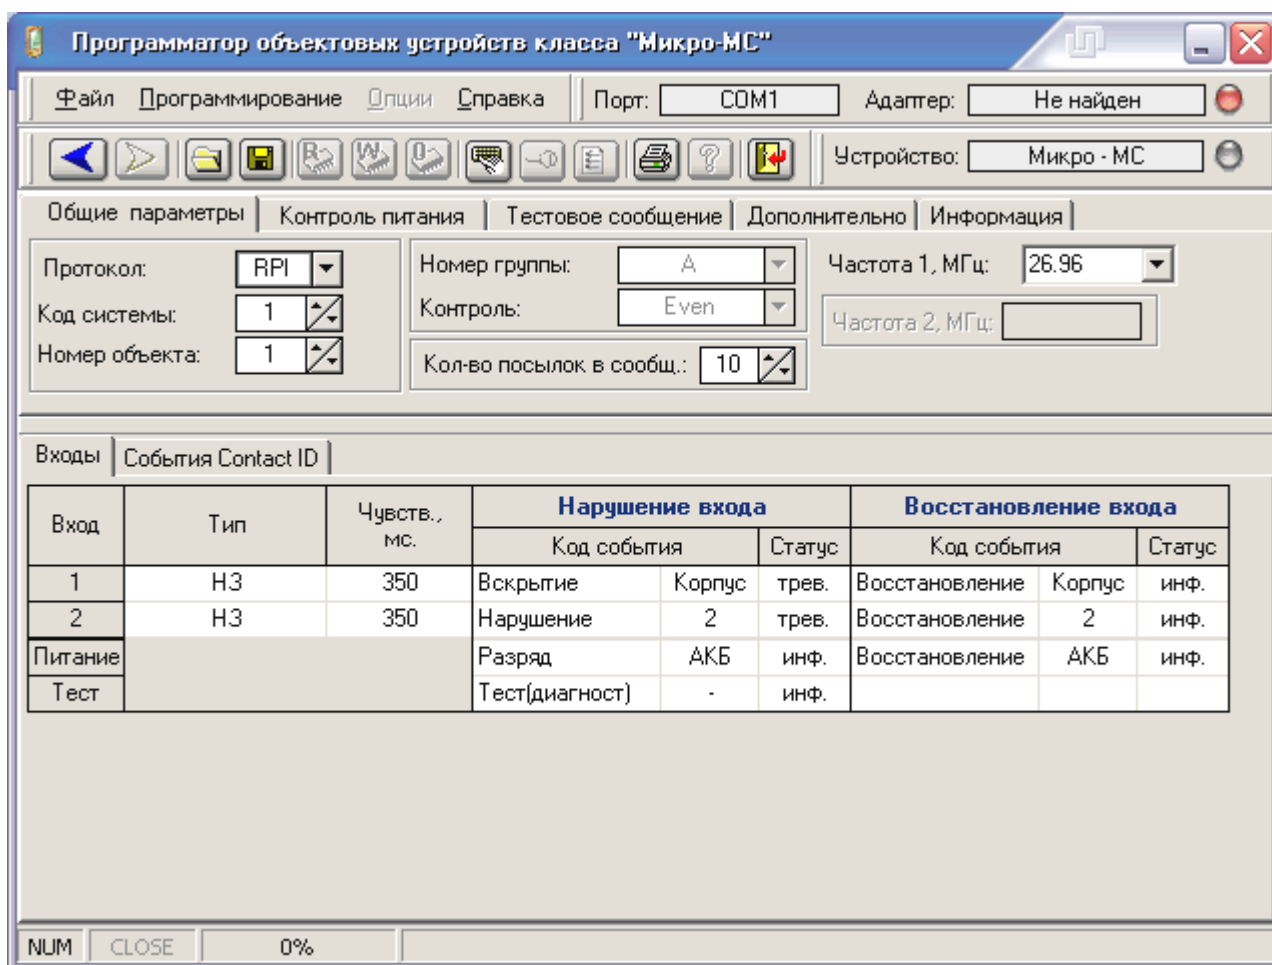 Программатор объектовых устройств класса "Микро-МС"
Файл Программирование Опции Справка Порт: COM1 Адаптер: Не найден
R W O ? Устройство: Микро - МС
Общие параметры Контроль питания Тестовое сообщение Дополнительно Информация
Протокол: RPI Номер группы: A Частота 1, МГц: 26.96
Код системы: 1 Контроль: Even Частота 2, МГц:
Номер объекта: 1 Кол-во посылок в сообщ.: 10
Входы События Contact ID
Вход Тип Чувств., мс. Нарушение входа Восстановление входа
Код события Статус Код события Статус
1 НЗ 350 Вскрытие Корпус трев. Восстановление Корпус инф.
2 НЗ 350 Нарушение 2 трев. Восстановление 2 инф.
Питание Разряд АКБ инф. Восстановление АКБ инф.
Тест Тест(диагност) - инф.
NUM CLOSE 0%